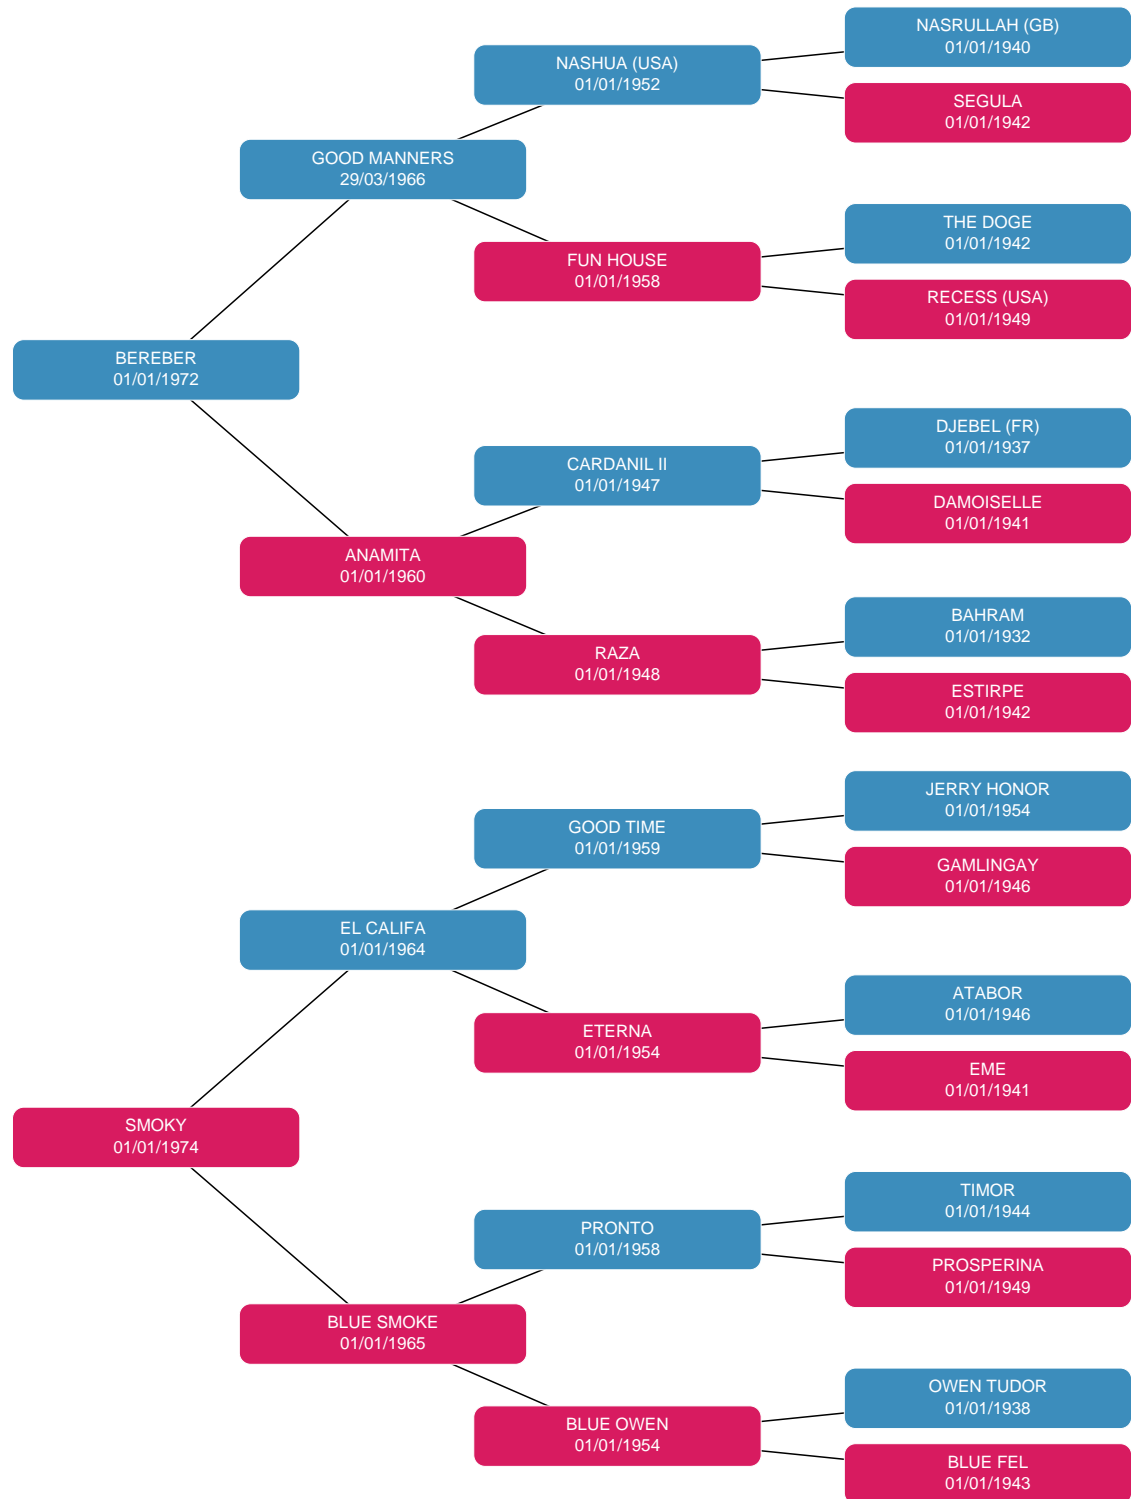 NASRULLAH (GB)
01/01/1940
NASHUA (USA)
01/01/1952
SEGULA
01/01/1942
GOOD MANNERS
29/03/1966
THE DOGE
01/01/1942
FUN HOUSE
01/01/1958
RECESS (USA)
01/01/1949
BEREBER
01/01/1972
DJEBEL (FR)
01/01/1937
CARDANIL II
01/01/1947
DAMOISELLE
01/01/1941
ANAMITA
01/01/1960
BAHRAM
01/01/1932
RAZA
01/01/1948
ESTIRPE
01/01/1942
JERRY HONOR
01/01/1954
GOOD TIME
01/01/1959
GAMLINGAY
01/01/1946
EL CALIFA
01/01/1964
ATABOR
01/01/1946
ETERNA
01/01/1954
EME
01/01/1941
SMOKY
01/01/1974
TIMOR
01/01/1944
PRONTO
01/01/1958
PROSPERINA
01/01/1949
BLUE SMOKE
01/01/1965
OWEN TUDOR
01/01/1938
BLUE OWEN
01/01/1954
BLUE FEL
01/01/1943